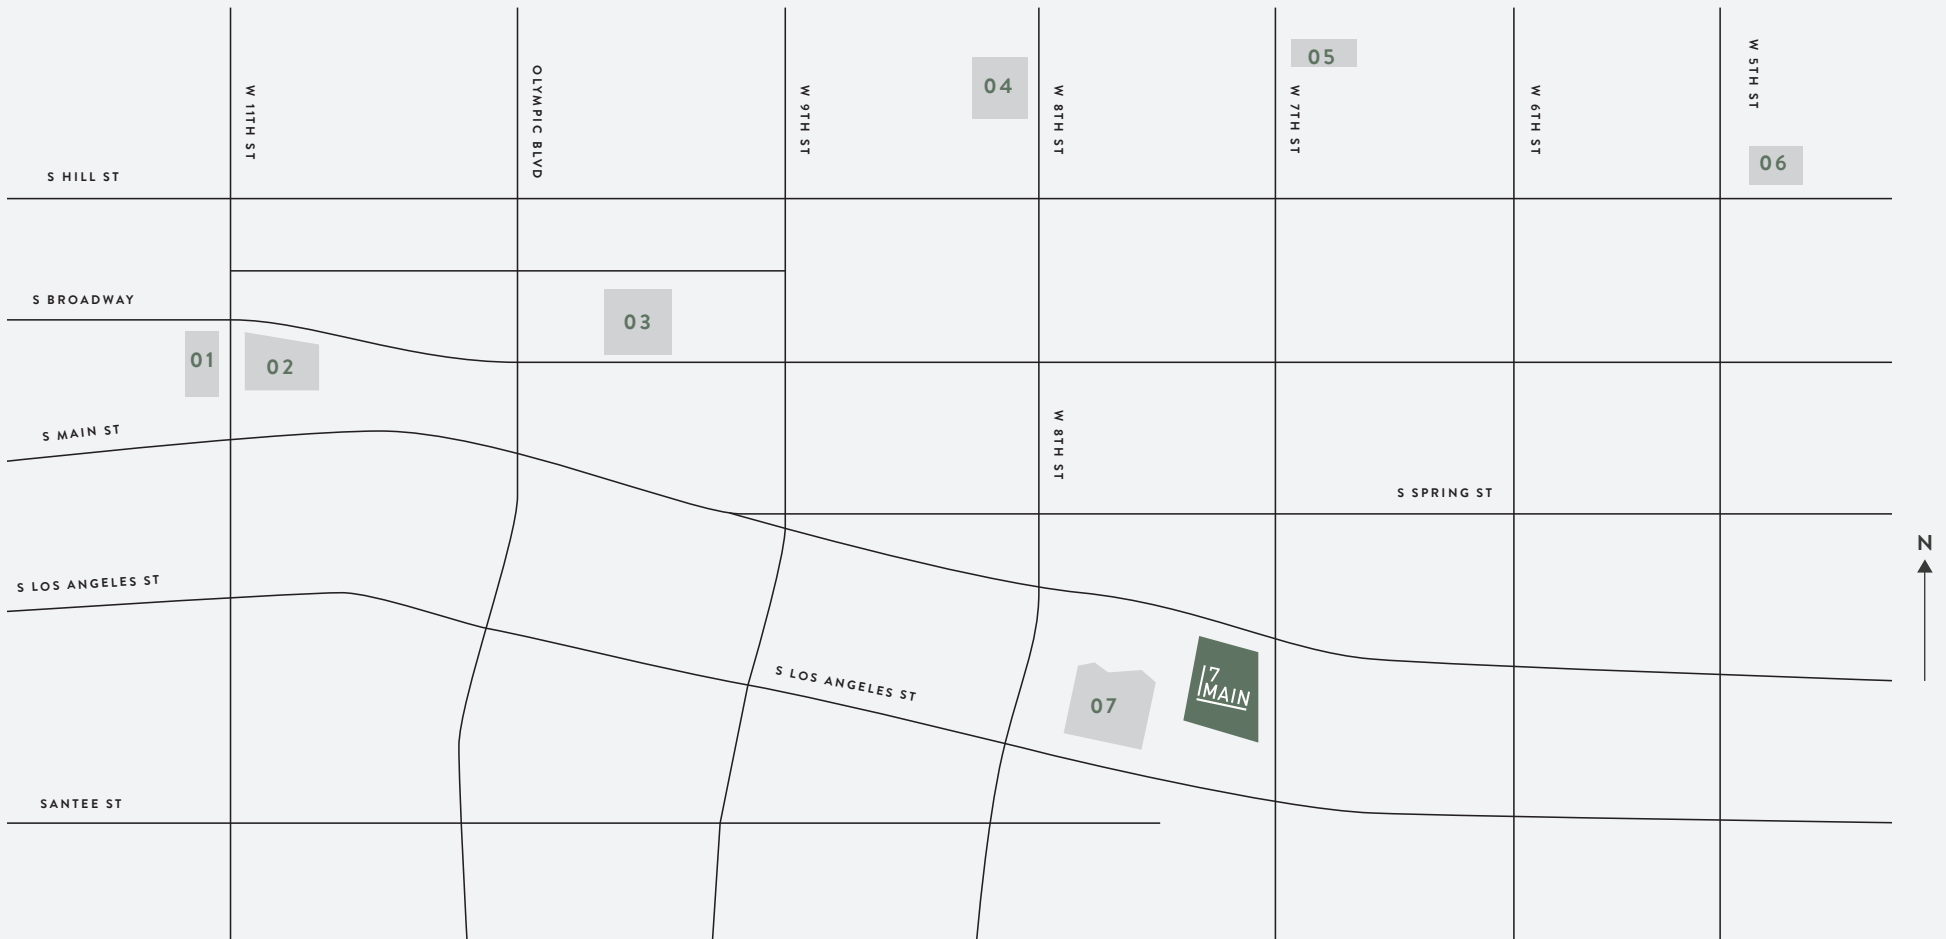 W 11TH ST
OLYMPIC BLVD
W 9TH ST
04
W 8TH ST
05
W 7TH ST
W 6TH ST
W 5TH ST
06
S HILL ST
S BROADWAY
01
02
03
S MAIN ST
W 8TH ST
S SPRING ST
N
S LOS ANGELES ST
S LOS ANGELES ST
07
7
MAIN
SANTEE ST